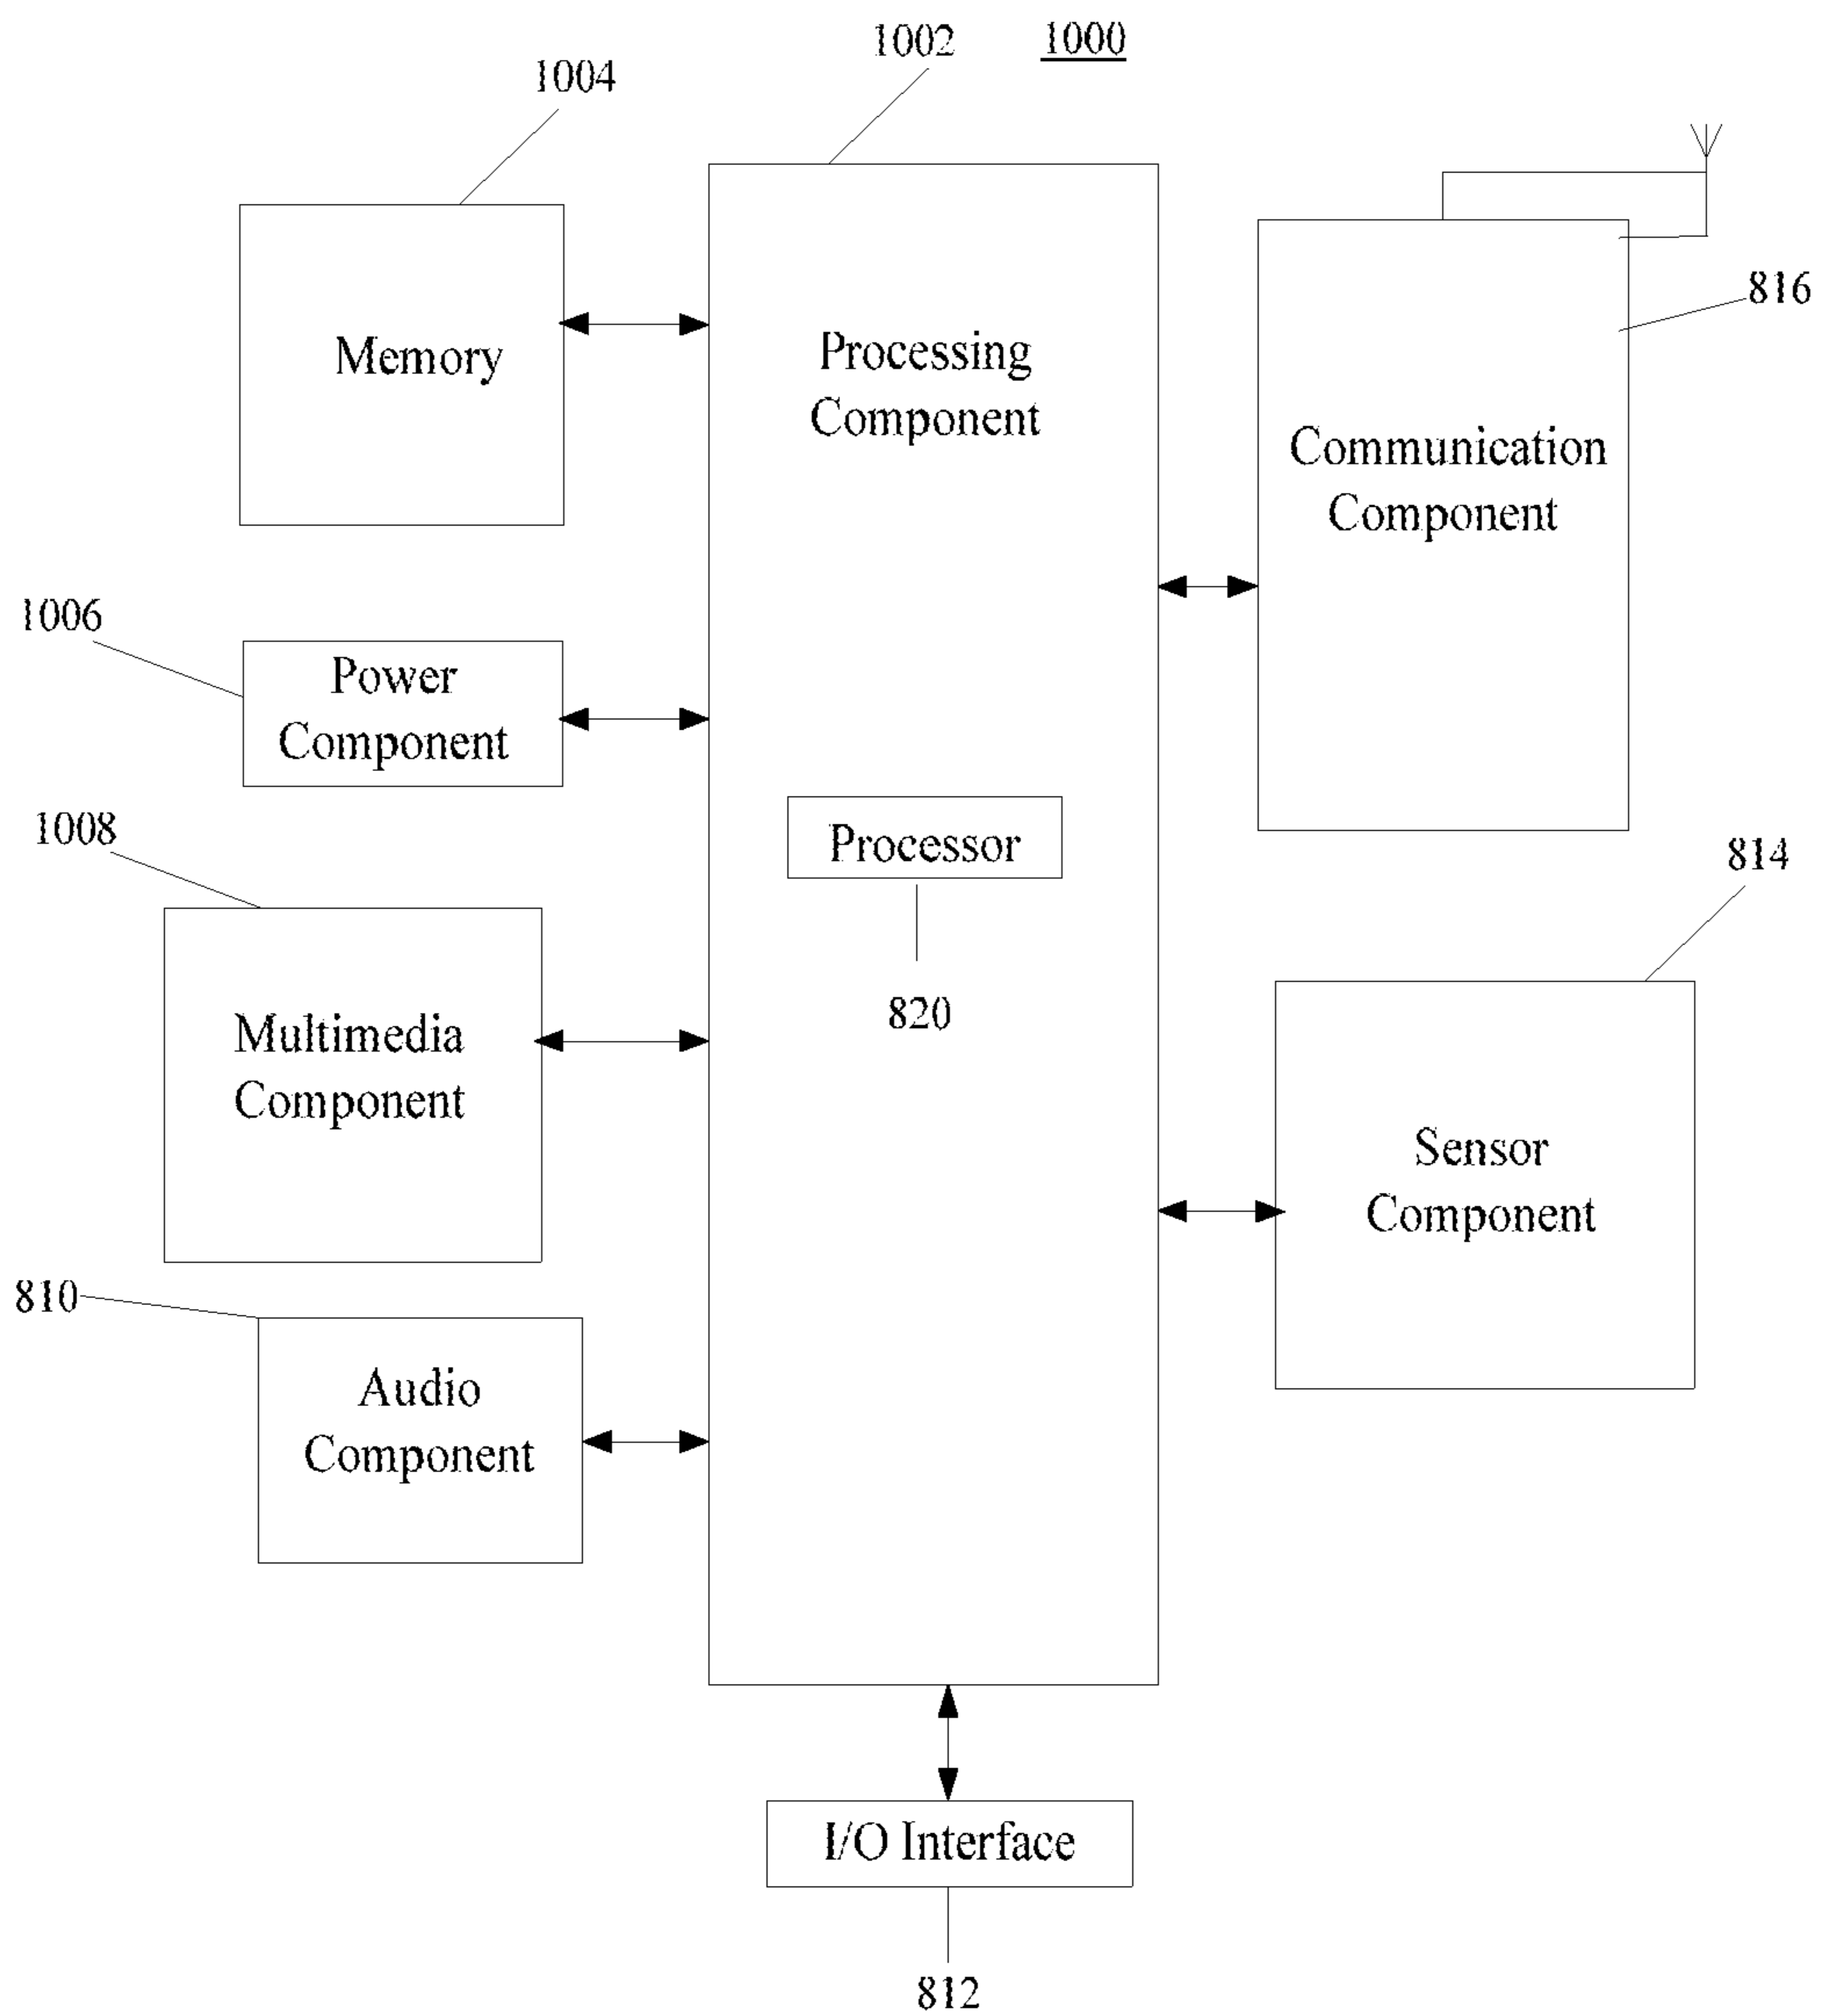 1002
1000
1004
816
Memory
Processing
Component
Communication
Component
1006
Power
Component
1008
Processor
814
820
Multimedia
Component
Sensor
Component
810
Audio
Component
I/O Interface
812